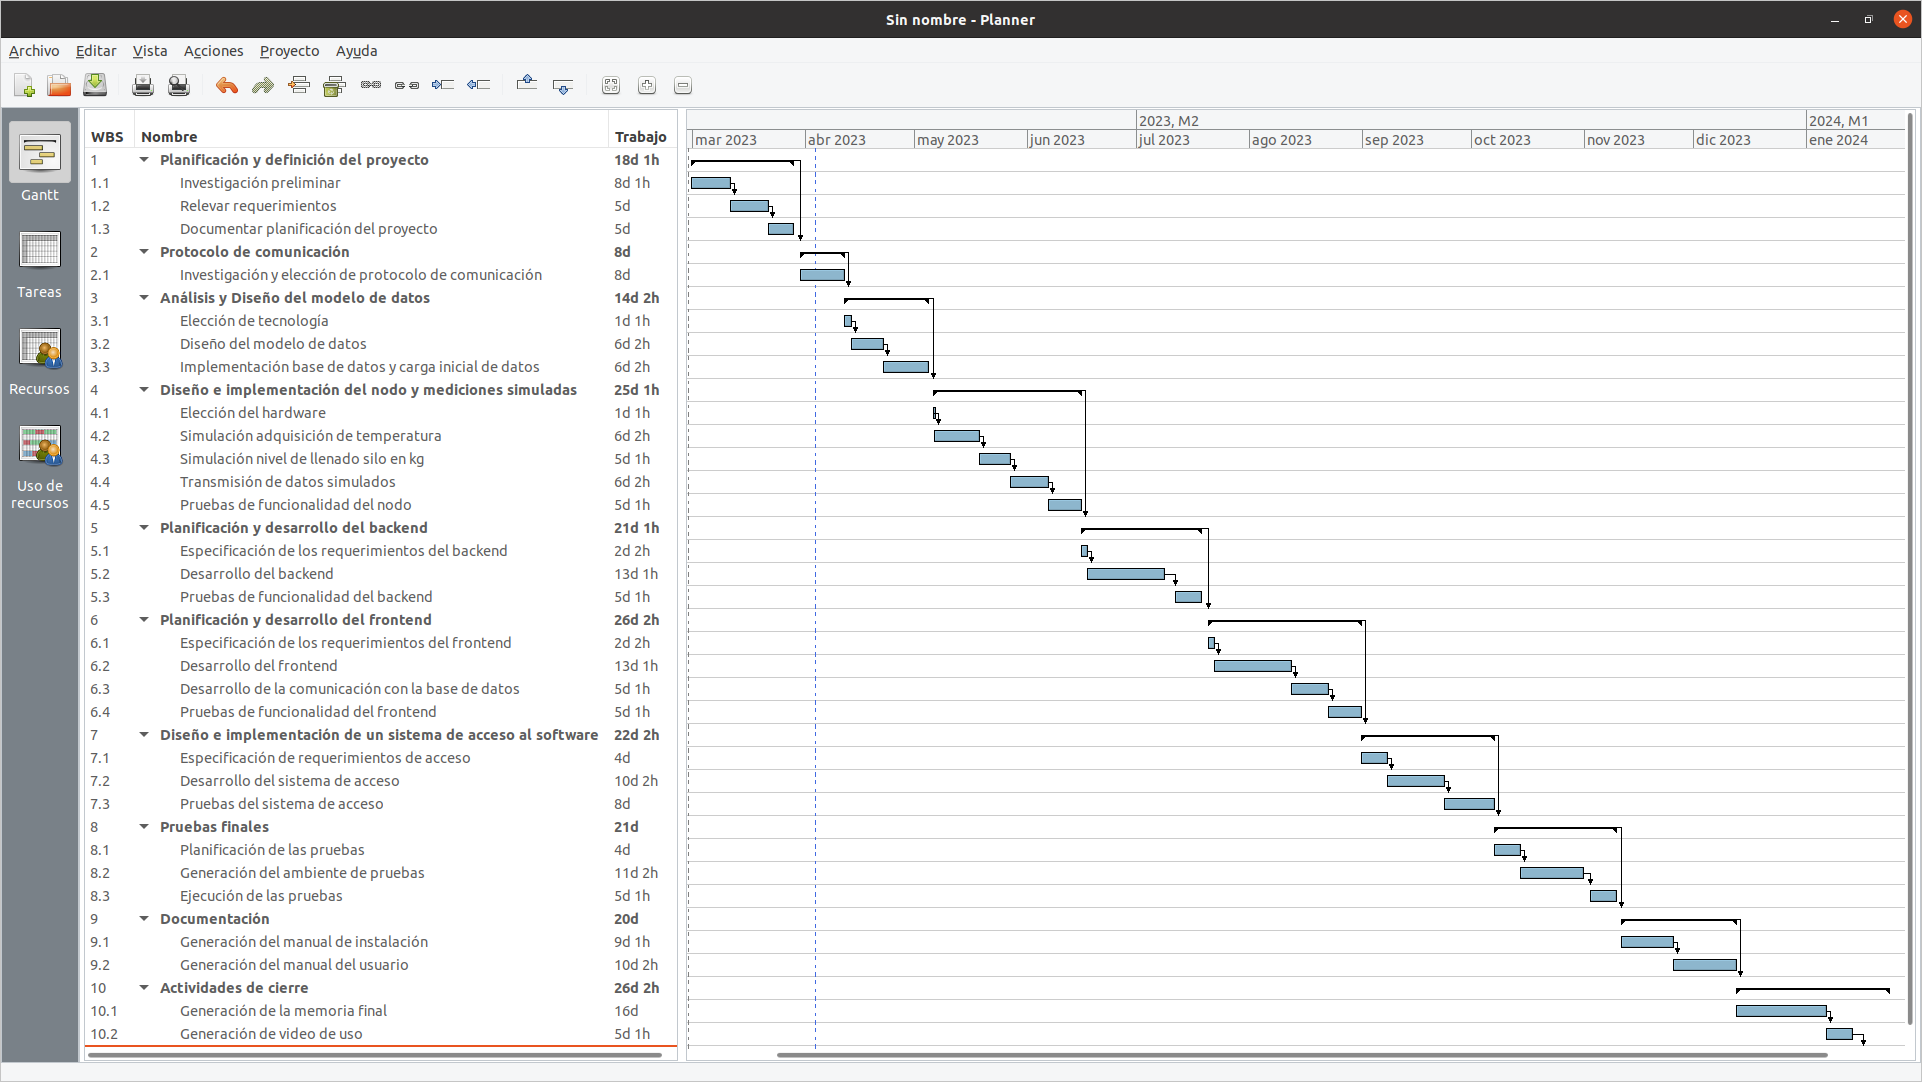 Sin nombre - Planner
Archivo Editar Vista Acciones Proyecto Ayuda
Gantt
Tareas
Recursos
Uso de
recursos
WBS Nombre Trabajo
1 Planificación y definición del proyecto 18d 1h
1.1 Investigación preliminar 8d 1h
1.2 Relevar requerimientos 5d
1.3 Documentar planificación del proyecto 5d
2 Protocolo de comunicación 8d
2.1 Investigación y elección de protocolo de comunicación 8d
3 Análisis y Diseño del modelo de datos 14d 2h
3.1 Elección de tecnología 1d 1h
3.2 Diseño del modelo de datos 6d 2h
3.3 Implementación base de datos y carga inicial de datos 6d 2h
4 Diseño e implementación del nodo y mediciones simuladas 25d 1h
4.1 Elección del hardware 1d 1h
4.2 Simulación adquisición de temperatura 6d 2h
4.3 Simulación nivel de llenado silo en kg 5d 1h
4.4 Transmisión de datos simulados 6d 2h
4.5 Pruebas de funcionalidad del nodo 5d 1h
5 Planificación y desarrollo del backend 21d 1h
5.1 Especificación de los requerimientos del backend 2d 2h
5.2 Desarrollo del backend 13d 1h
5.3 Pruebas de funcionalidad del backend 5d 1h
6 Planificación y desarrollo del frontend 26d 2h
6.1 Especificación de los requerimientos del frontend 2d 2h
6.2 Desarrollo del frontend 13d 1h
6.3 Desarrollo de la comunicación con la base de datos 5d 1h
6.4 Pruebas de funcionalidad del frontend 5d 1h
7 Diseño e implementación de un sistema de acceso al software 22d 2h
7.1 Especificación de requerimientos de acceso 4d
7.2 Desarrollo del sistema de acceso 10d 2h
7.3 Pruebas del sistema de acceso 8d
8 Pruebas finales 21d
8.1 Planificación de las pruebas 4d
8.2 Generación del ambiente de pruebas 11d 2h
8.3 Ejecución de las pruebas 5d 1h
9 Documentación 20d
9.1 Generación del manual de instalación 9d 1h
9.2 Generación del manual del usuario 10d 2h
10 Actividades de cierre 26d 2h
10.1 Generación de la memoria final 16d
10.2 Generación de video de uso 5d 1h
2023, M2 2024, M1
mar 2023 abr 2023 may 2023 jun 2023 jul 2023 ago 2023 sep 2023 oct 2023 nov 2023 dic 2023 ene 2024